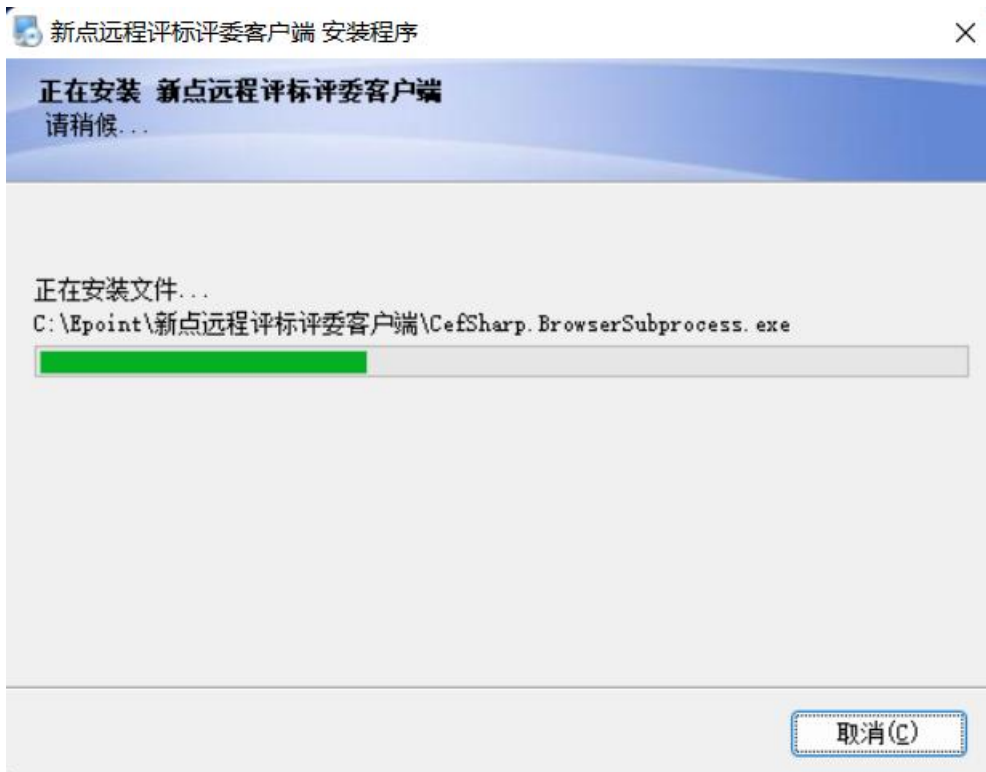 新点远程评标评委客户端 安装程序
正在安装 新点远程评标评委客户端
请稍候...
正在安装文件...
C:\Epoint\新点远程评标评委客户端\CefSharp.BrowserSubprocess.exe
取消(C)